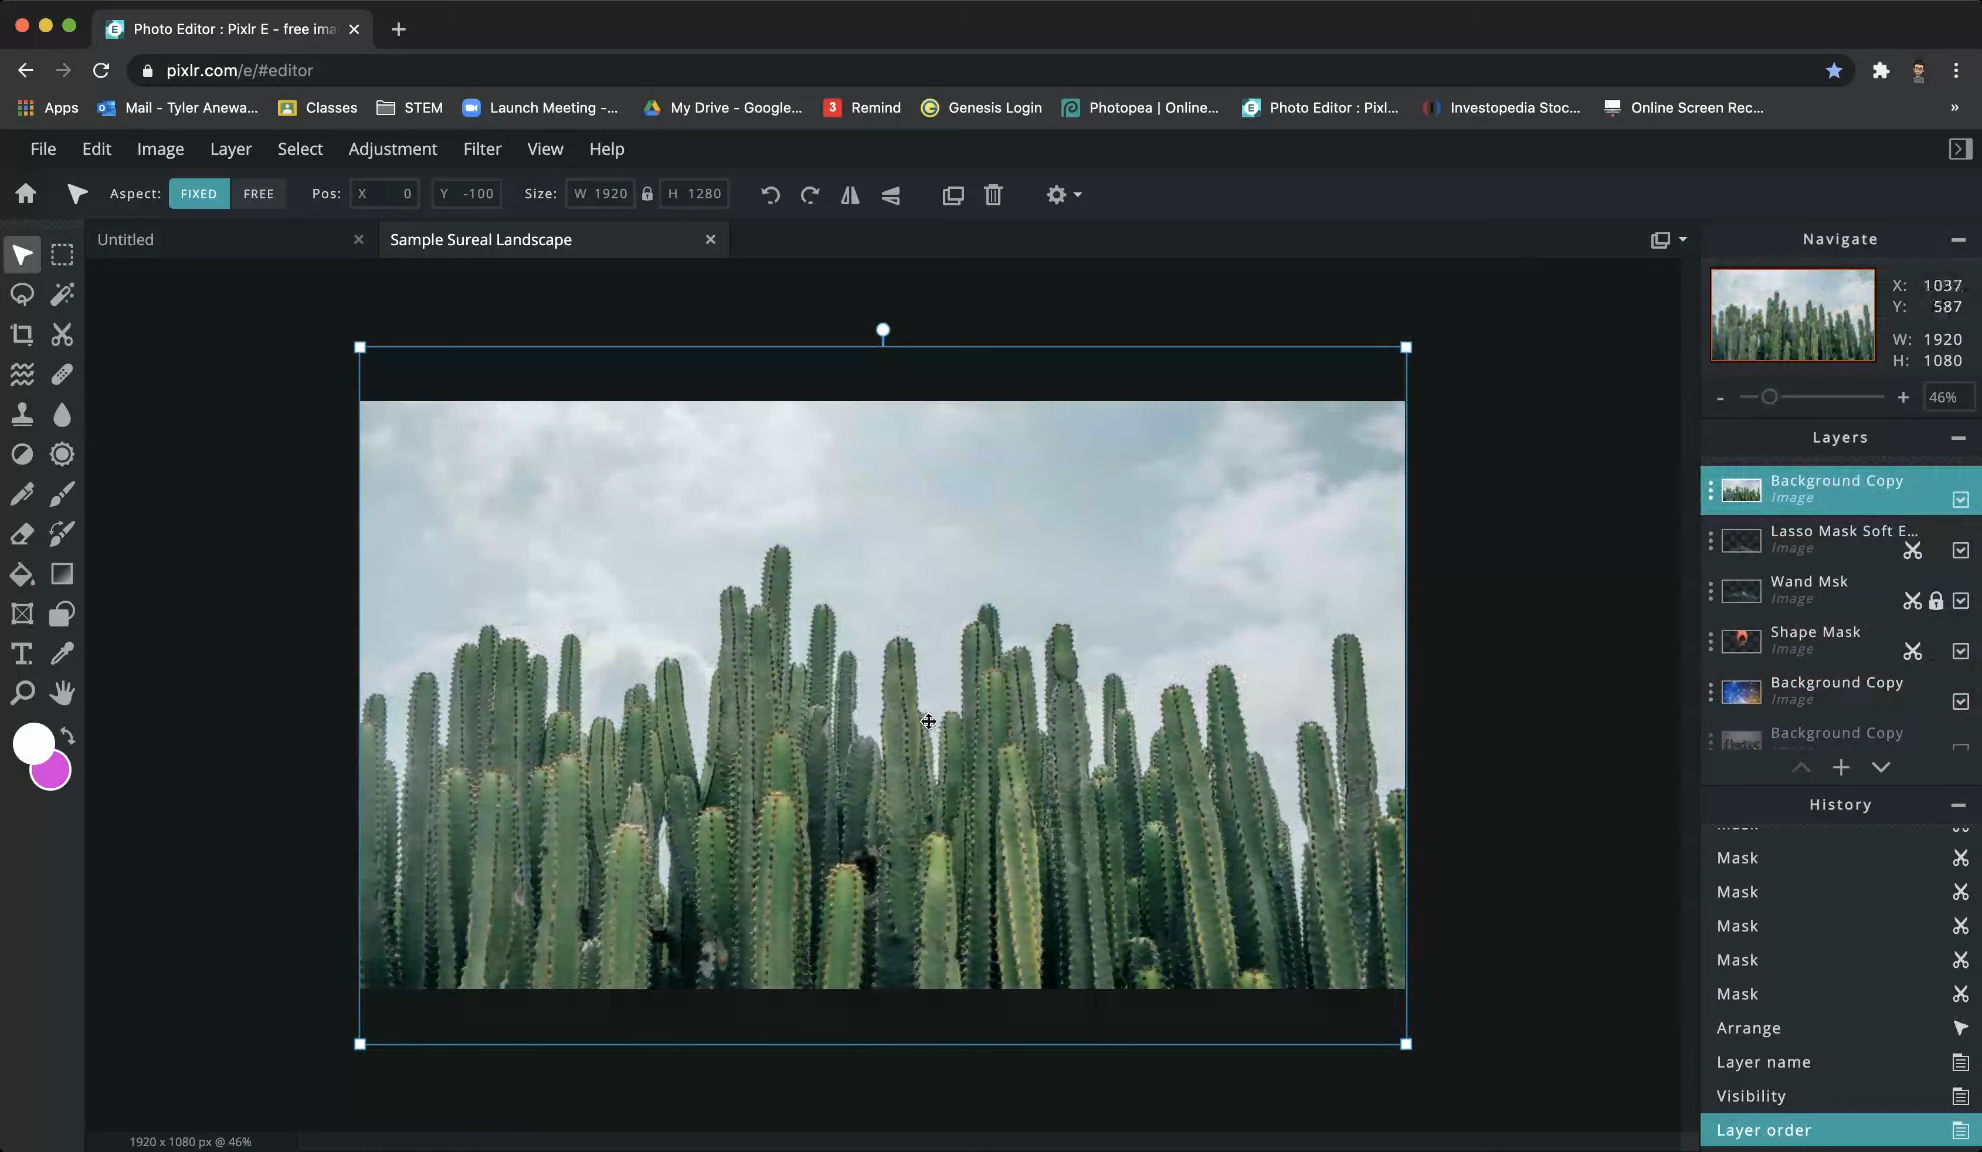 Photo Editor : Pixlr E - free ima
pixlr.com/e/#editor
Apps Mail - Tyler Anewa... Classes STEM Launch Meeting -... My Drive - Google... Remind Genesis Login Photopea | Online... Photo Editor : Pixl... Investopedia Stoc... Online Screen Rec... »
File Edit Image Layer Select Adjustment Filter View Help
Aspect: FIXED FREE Pos: X 0 Y -100 Size: W 1920 H 1280
Untitled Sample Sureal Landscape
Navigate
X: 1037
Y: 587
W: 1920
H: 1080
- + 46%
Layers
Background Copy
Image
Lasso Mask Soft E...
Image
Wand Msk
Image
Shape Mask
Image
Background Copy
Image
Background Copy
History
Mask
Mask
Mask
Mask
Mask
Arrange
Layer name
Visibility
Layer order
1920 x 1080 px @ 46%